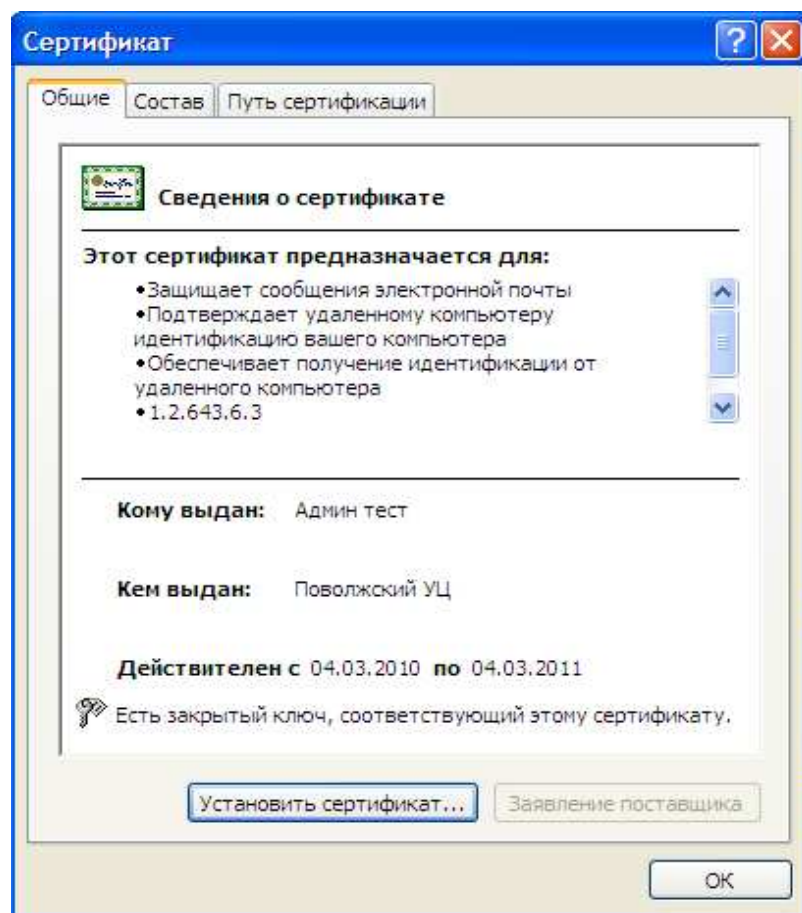 Сертификат
Общие Состав Путь сертификации
Сведения о сертификате
Этот сертификат предназначается для:
•Защищает сообщения электронной почты
•Подтверждает удаленному компьютеру
идентификацию вашего компьютера
•Обеспечивает получение идентификации от
удаленного компьютера
•1.2.643.6.3
Кому выдан: Админ тест
Кем выдан: Поволжский УЦ
Действителен с 04.03.2010 по 04.03.2011
Есть закрытый ключ, соответствующий этому сертификату.
Установить сертификат... Заявление поставщика
ОК